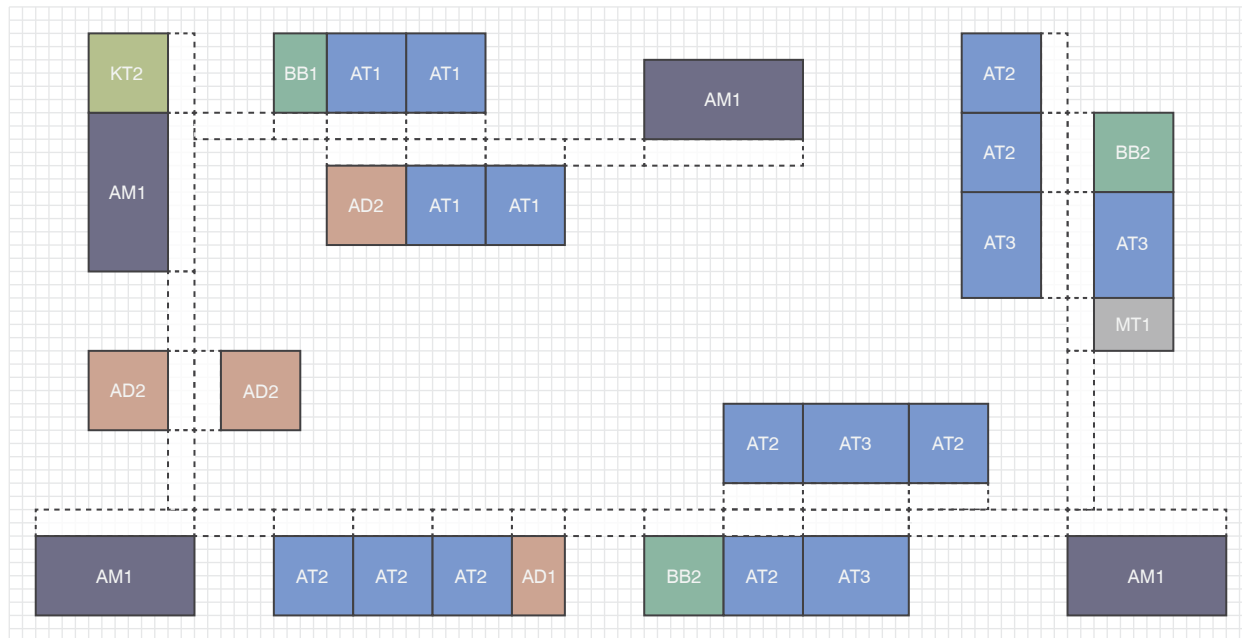 KT2
BB1 AT1 AT1
AM1
AT2
AM1
AT2
BB2
AD2 AT1 AT1
AT3
AT3
MT1
AD2
AD2
AT2 AT3 AT2
AM1
AT2 AT2 AT2 AD1
BB2 AT2 AT3
AM1